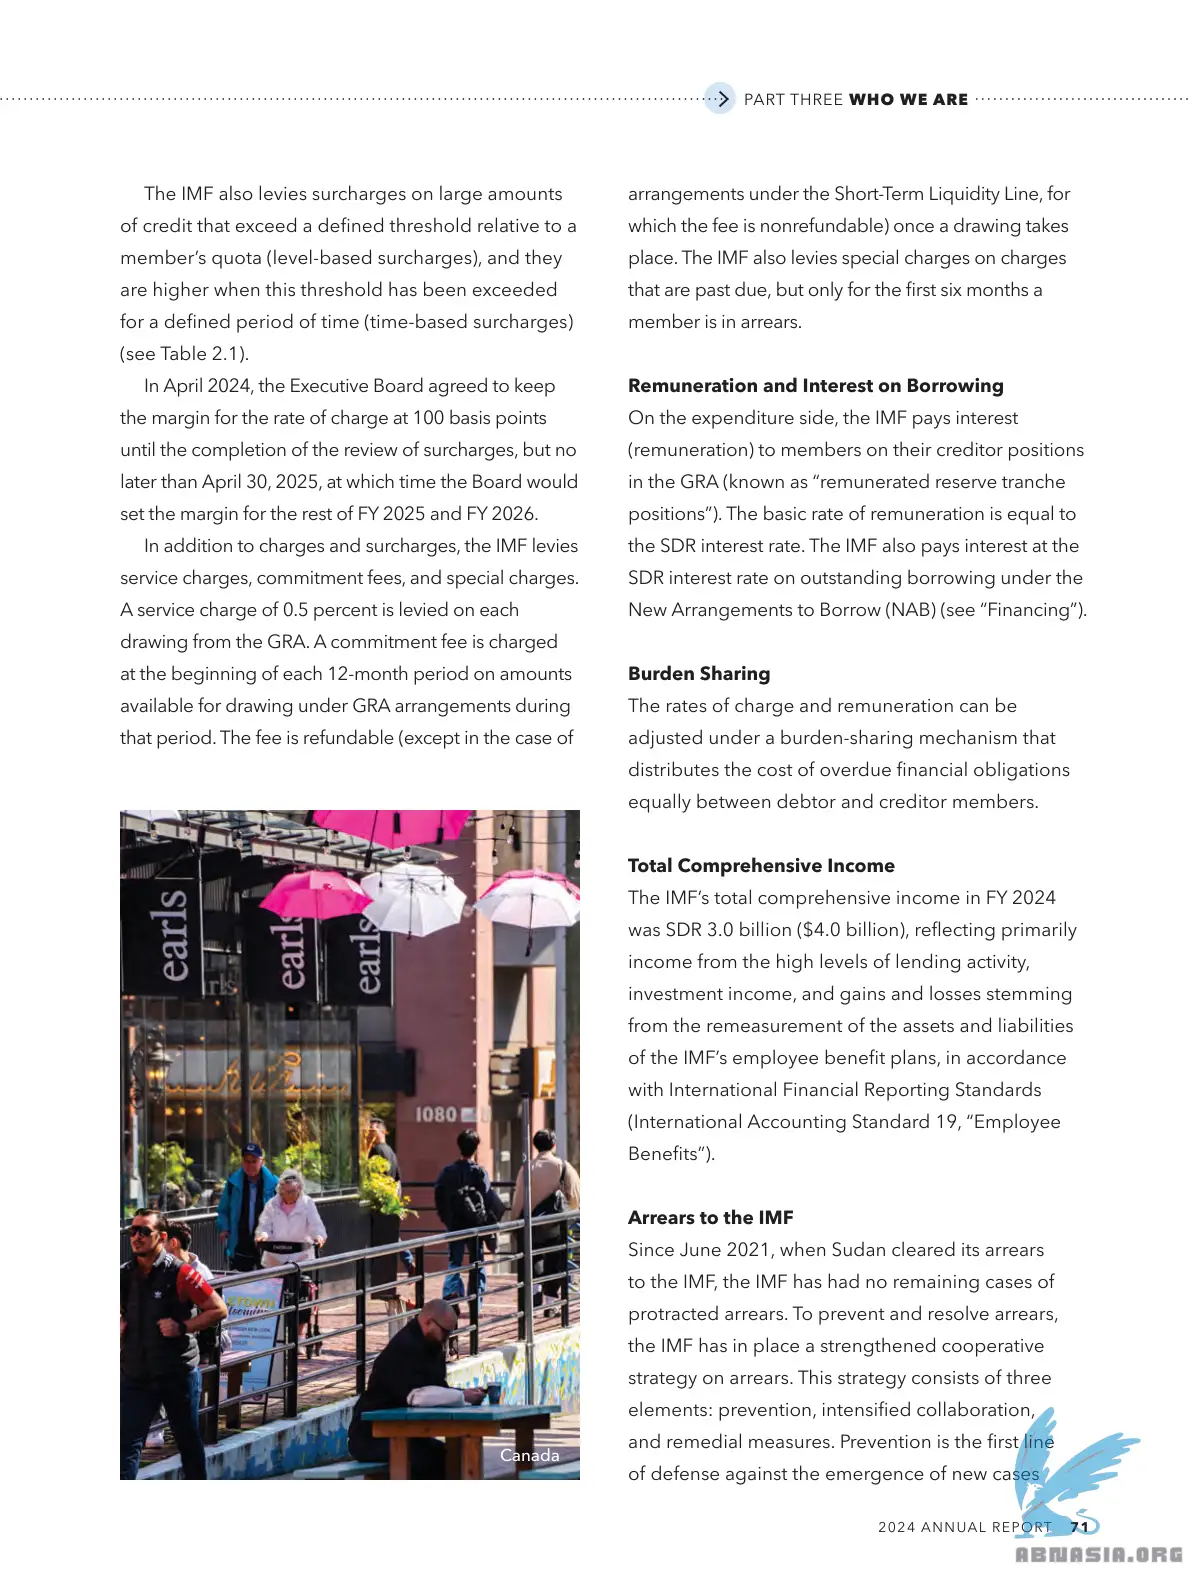 PART THREE WHO WE ARE
The IMF also levies surcharges on large amounts
of credit that exceed a defined threshold relative to a
member’s quota (level-based surcharges), and they
are higher when this threshold has been exceeded
for a defined period of time (time-based surcharges)
(see Table 2.1).
In April 2024, the Executive Board agreed to keep
the margin for the rate of charge at 100 basis points
until the completion of the review of surcharges, but no
later than April 30, 2025, at which time the Board would
set the margin for the rest of FY 2025 and FY 2026.
In addition to charges and surcharges, the IMF levies
service charges, commitment fees, and special charges.
A service charge of 0.5 percent is levied on each
drawing from the GRA. A commitment fee is charged
at the beginning of each 12-month period on amounts
available for drawing under GRA arrangements during
that period. The fee is refundable (except in the case of
earls
earls
earls
1080
Canada
arrangements under the Short-Term Liquidity Line, for
which the fee is nonrefundable) once a drawing takes
place. The IMF also levies special charges on charges
that are past due, but only for the first six months a
member is in arrears.
Remuneration and Interest on Borrowing
On the expenditure side, the IMF pays interest
(remuneration) to members on their creditor positions
in the GRA (known as “remunerated reserve tranche
positions”). The basic rate of remuneration is equal to
the SDR interest rate. The IMF also pays interest at the
SDR interest rate on outstanding borrowing under the
New Arrangements to Borrow (NAB) (see “Financing”).
Burden Sharing
The rates of charge and remuneration can be
adjusted under a burden-sharing mechanism that
distributes the cost of overdue financial obligations
equally between debtor and creditor members.
Total Comprehensive Income
The IMF’s total comprehensive income in FY 2024
was SDR 3.0 billion ($4.0 billion), reflecting primarily
income from the high levels of lending activity,
investment income, and gains and losses stemming
from the remeasurement of the assets and liabilities
of the IMF’s employee benefit plans, in accordance
with International Financial Reporting Standards
(International Accounting Standard 19, “Employee
Benefits”).
Arrears to the IMF
Since June 2021, when Sudan cleared its arrears
to the IMF, the IMF has had no remaining cases of
protracted arrears. To prevent and resolve arrears,
the IMF has in place a strengthened cooperative
strategy on arrears. This strategy consists of three
elements: prevention, intensified collaboration,
and remedial measures. Prevention is the first line
of defense against the emergence of new cases
2024 ANNUAL REPORT 71
ABNASIA.ORG